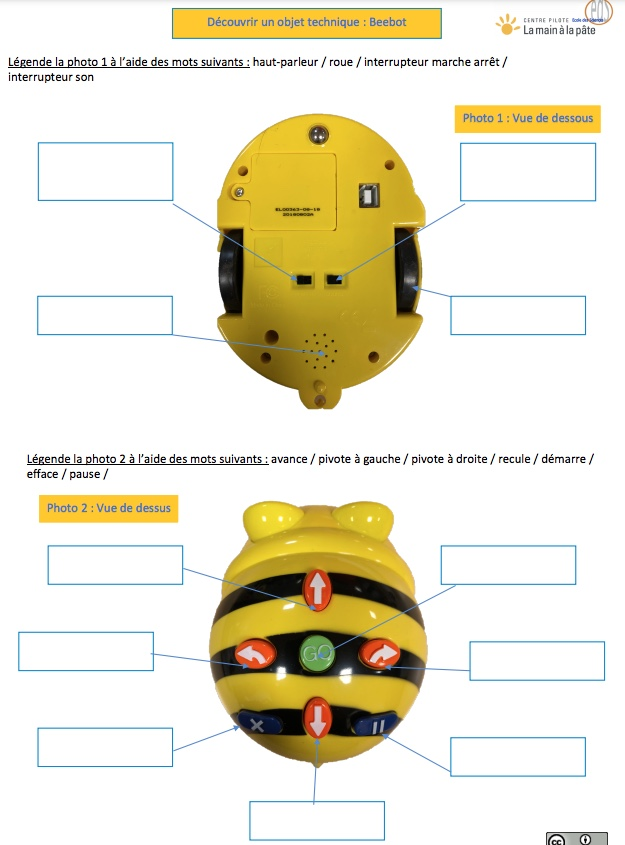 Découvrir un objet technique : Beebot
CENTRE PILOTE
La main à la pâte
Légende la photo 1 à l'aide des mots suivants : haut-parleur / roue / interrupteur marche arrêt /
interrupteur son
Photo 1 : Vue de dessous
Légende la photo 2 à l'aide des mots suivants : avance / pivote à gauche / pivote à droite / recule / démarre /
efface / pause /
Photo 2 : Vue de dessus
GO
cc